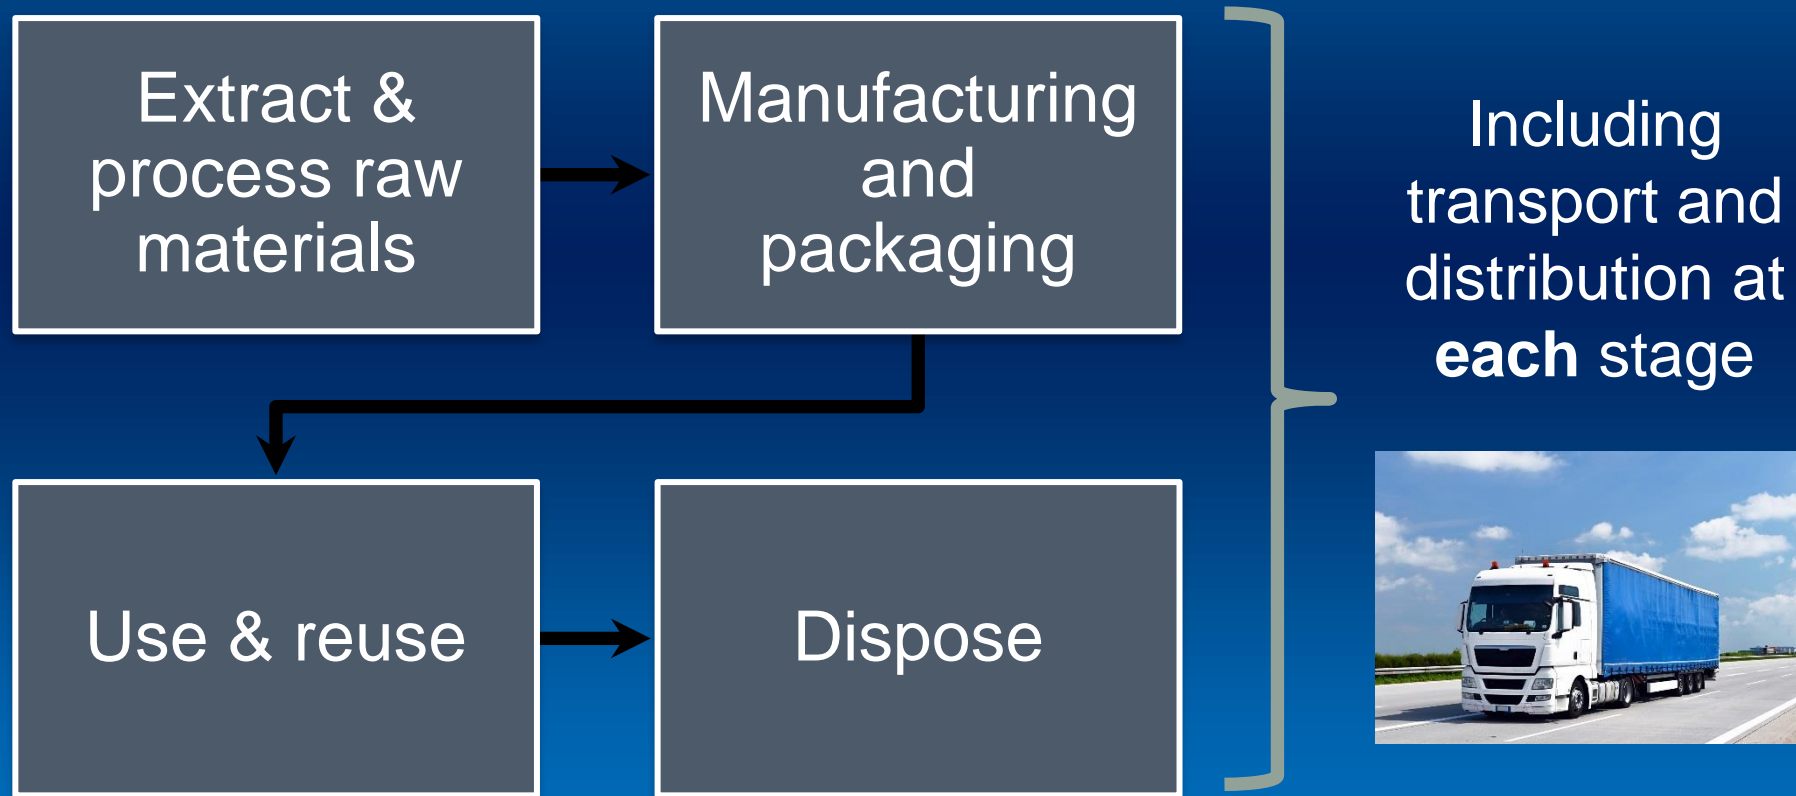 Extract &
process raw
materials
Manufacturing
and
packaging
Use & reuse
Dispose
Including
transport and
distribution at
each stage